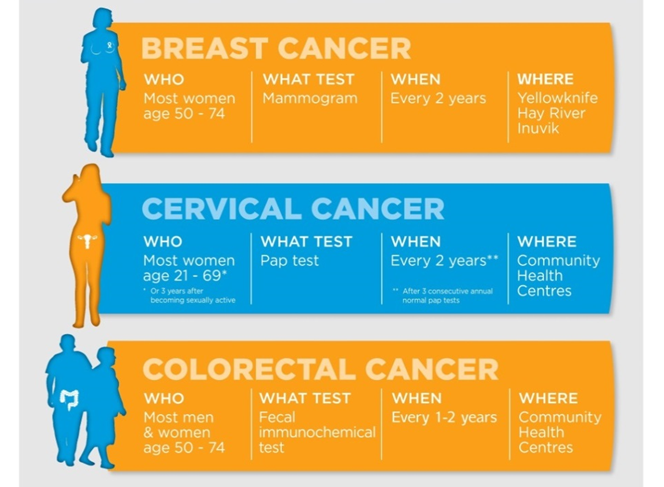 BREAST CANCER
WHO
Most women
age 50 - 74
WHAT TEST
Mammogram
WHEN
Every 2 years
WHERE
Yellowknife
Hay River
Inuvik
CERVICAL CANCER
WHO
Most women
age 21 - 69*
* Or 3 years after
becoming sexually active
WHAT TEST
Pap test
WHEN
Every 2 years**
** After 3 consecutive annual
normal pap tests
WHERE
Community
Health
Centres
COLORECTAL CANCER
WHO
Most men
& women
age 50 - 74
WHAT TEST
Fecal
immunochemical
test
WHEN
Every 1-2 years
WHERE
Community
Health
Centres